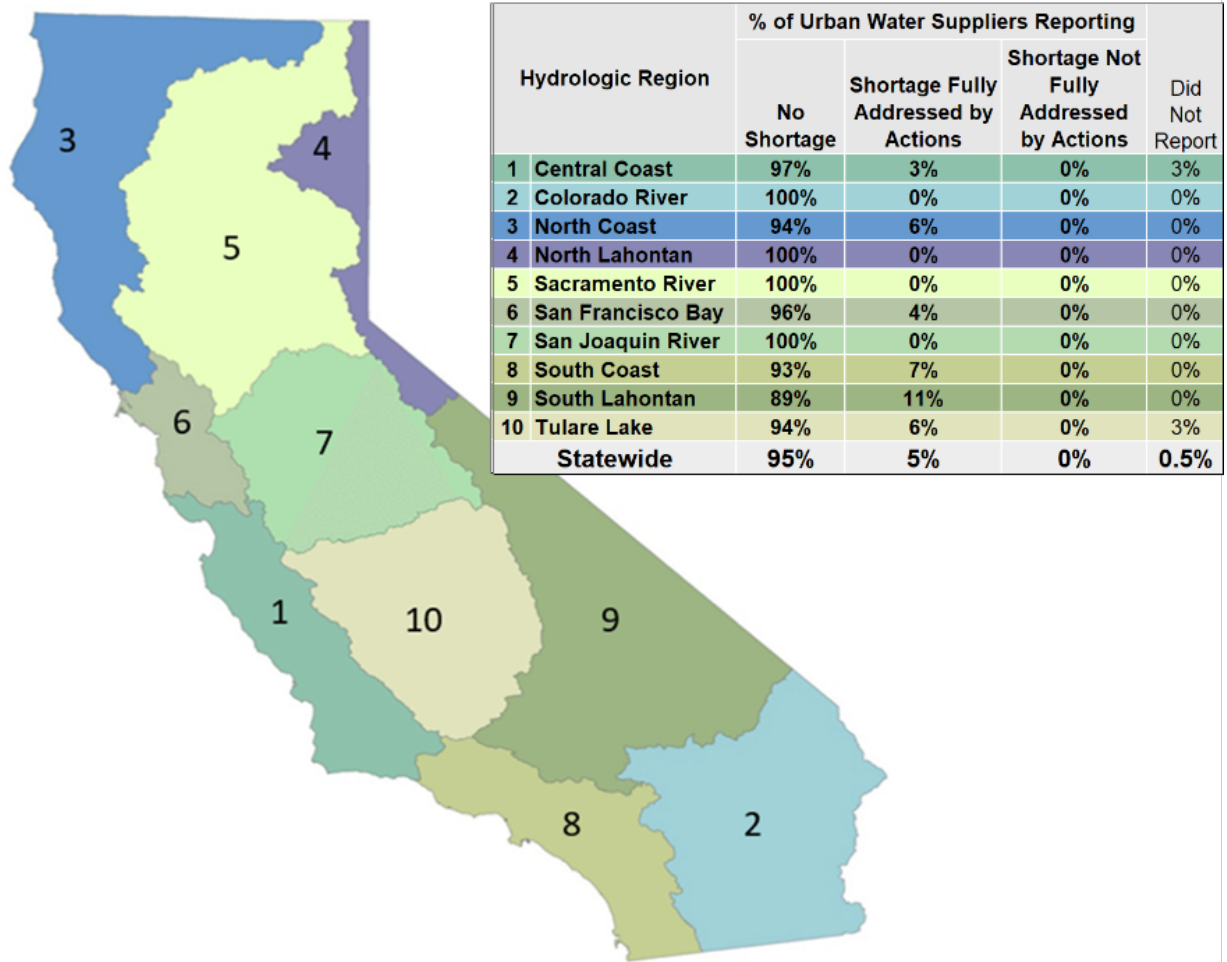 % of Urban Water Suppliers Reporting
Hydrologic Region
No
Shortage
Shortage Fully
Addressed by
Actions
Shortage Not
Fully
Addressed
by Actions
Did
Not
Report
1 Central Coast 97% 3% 0% 3%
2 Colorado River 100% 0% 0% 0%
3 North Coast 94% 6% 0% 0%
4 North Lahontan 100% 0% 0% 0%
5 Sacramento River 100% 0% 0% 0%
6 San Francisco Bay 96% 4% 0% 0%
7 San Joaquin River 100% 0% 0% 0%
8 South Coast 93% 7% 0% 0%
9 South Lahontan 89% 11% 0% 0%
10 Tulare Lake 94% 6% 0% 3%
Statewide 95% 5% 0% 0.5%
3
4
5
6
7
1
10
9
8
2